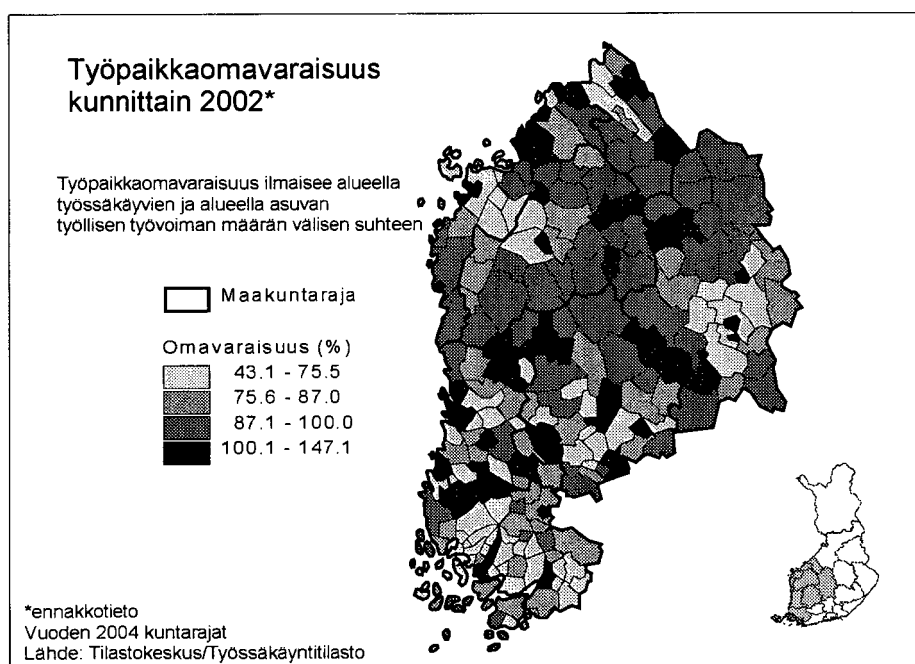 Työpaikkaomavaraisuus
kunnittain 2002*
Työpaikkaomavaraisuus ilmaisee alueella
työssäkäyvien ja alueella asuvan
työllisen työvoiman määrän välisen suhteen
Maakuntaraja
Omavaraisuus (%)
43.1 - 75.5
75.6 - 87.0
87.1 - 100.0
100.1 - 147.1
*ennakkotieto
Vuoden 2004 kuntarajat
Lähde: Tilastokeskus/Työssäkäyntitilasto